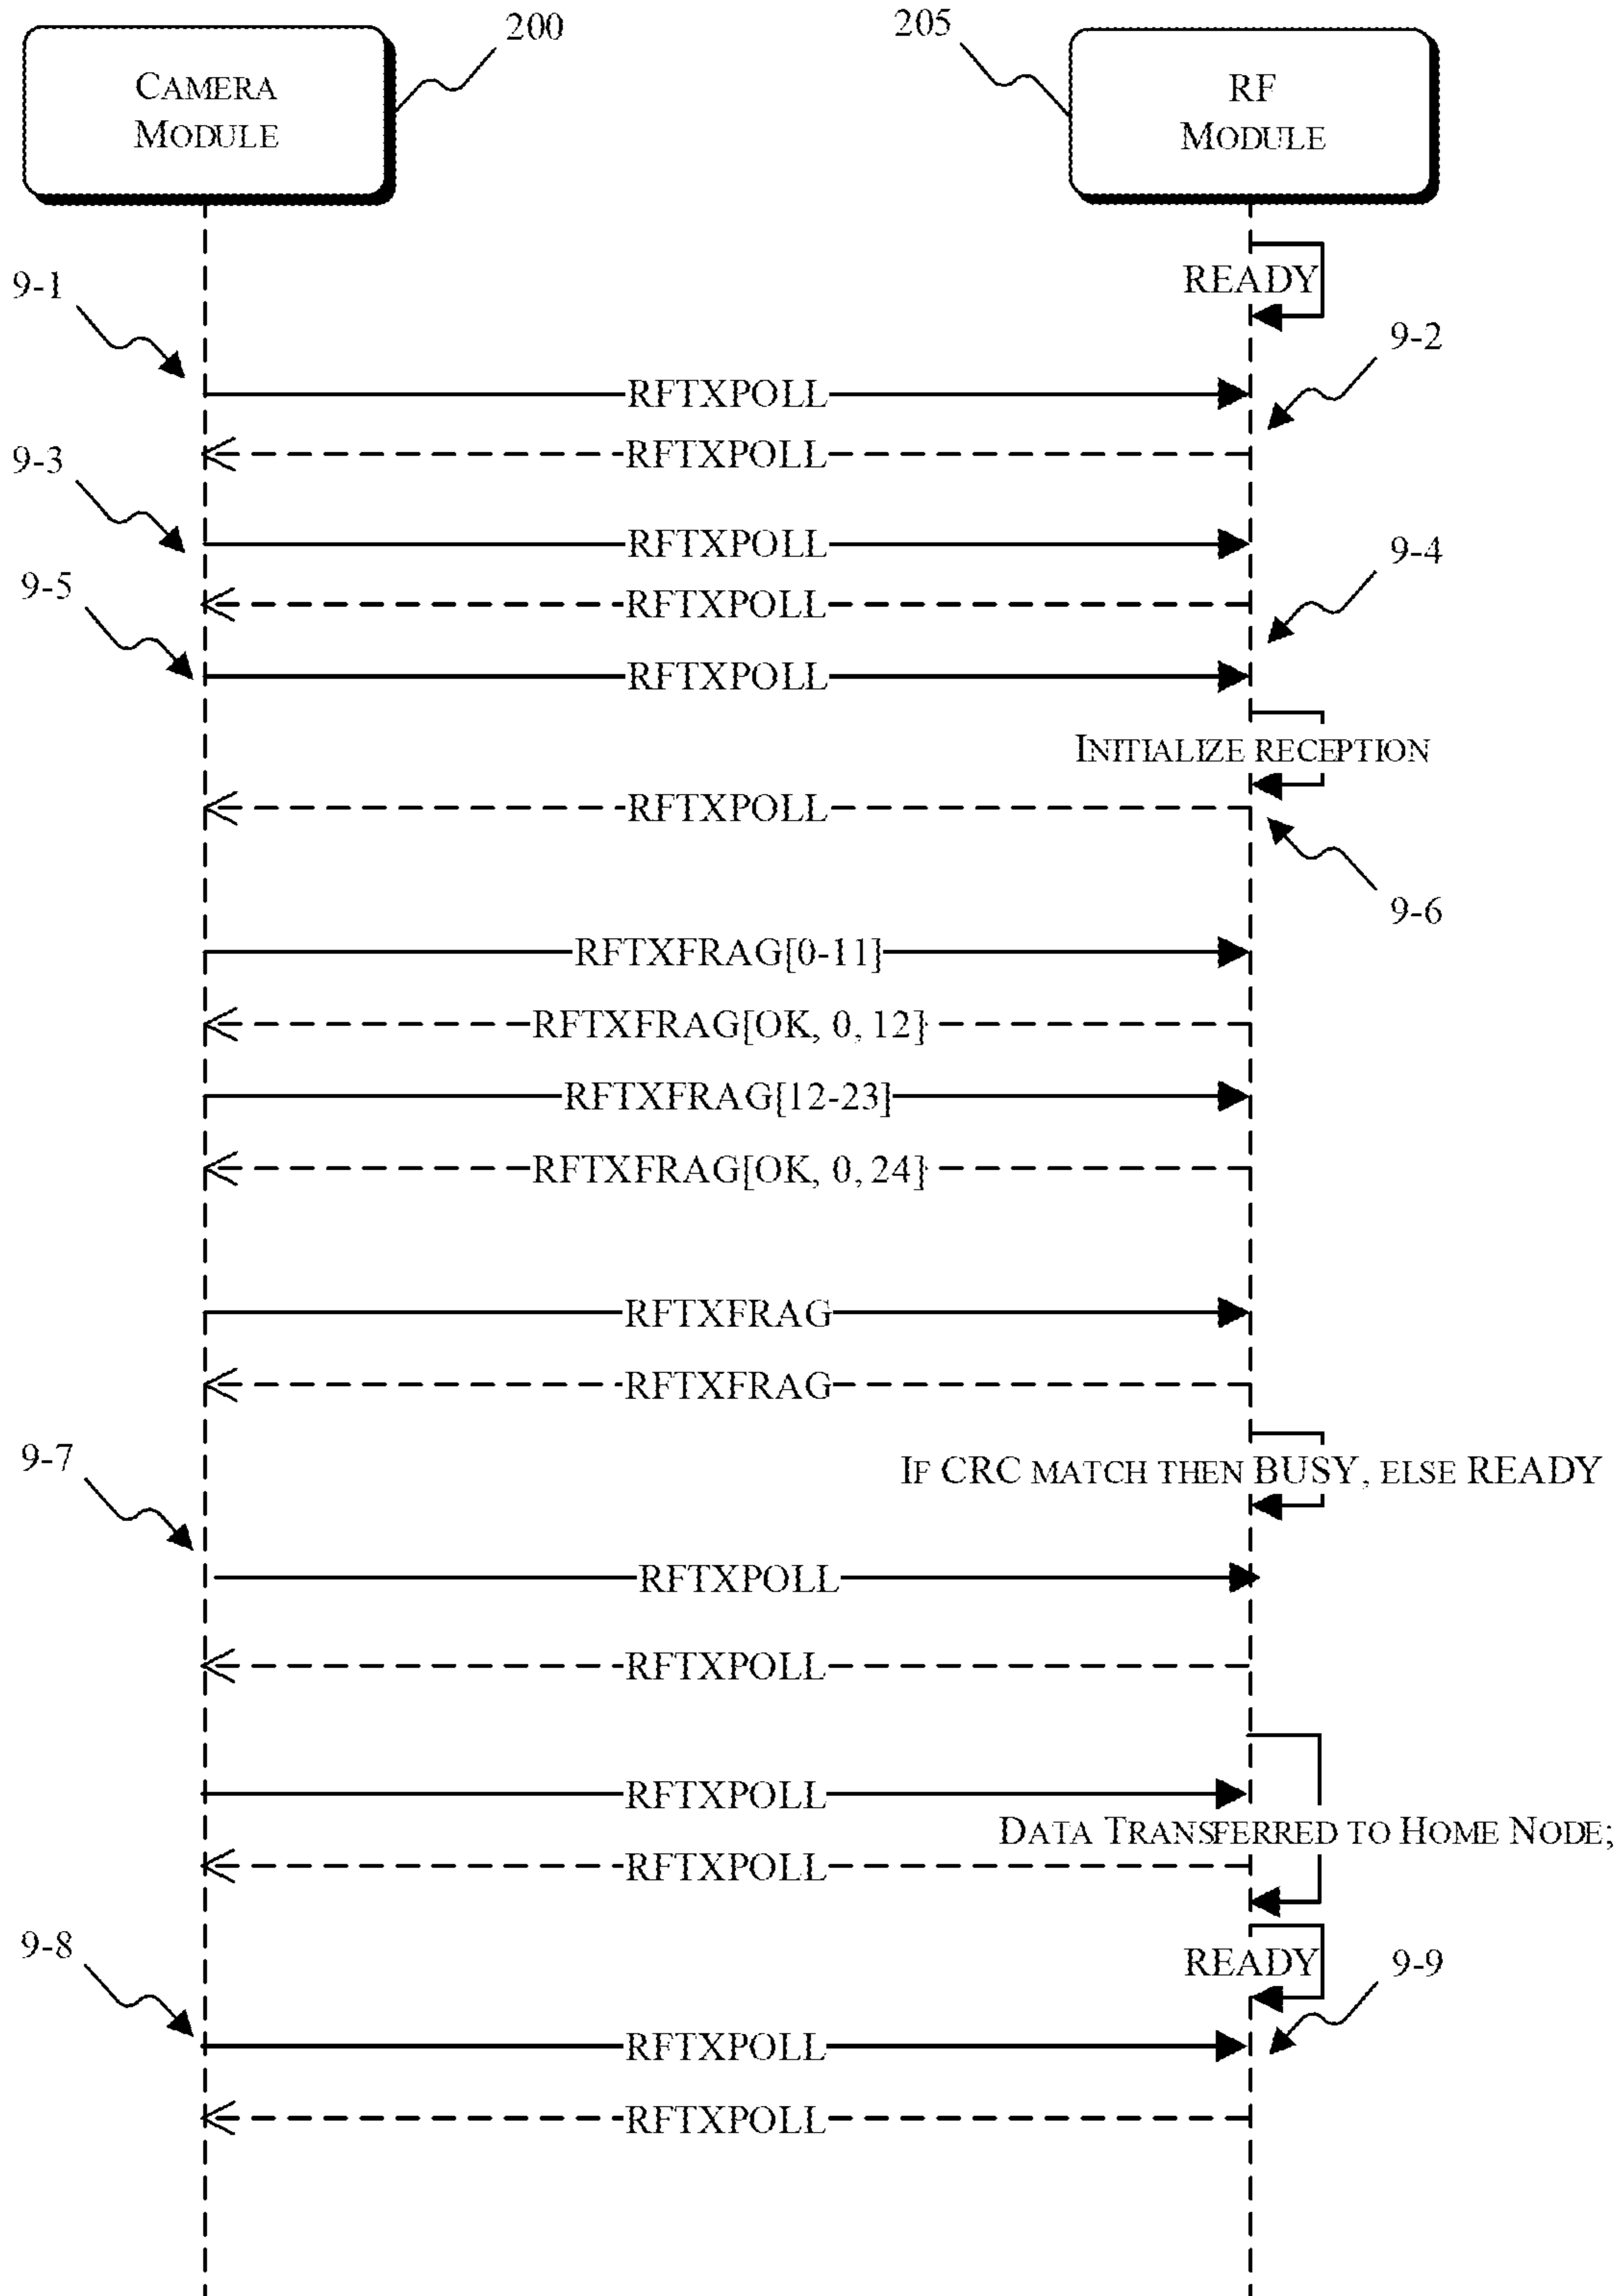 200
205
CAMERA
MODULE
RF
MODULE
READY
9-1
9-2
RFTXPOLL
RFTXPOLL
9-3
RFTXPOLL
9-4
9-5
RFTXPOLL
RFTXPOLL
INITIALIZE RECEPTION
RFTXPOLL
9-6
RFTXFRAG[0-11]
RFTXFRAG[OK, 0, 12]
RFTXFRAG[12-23]
RFTXFRAG[OK, 0, 24]
RFTXFRAG
RFTXFRAG
9-7
IF CRC MATCH THEN BUSY, ELSE READY
RFTXPOLL
RFTXPOLL
RFTXPOLL
DATA TRANSFERRED TO HOME NODE;
RFTXPOLL
9-8
READY
9-9
RFTXPOLL
RFTXPOLL